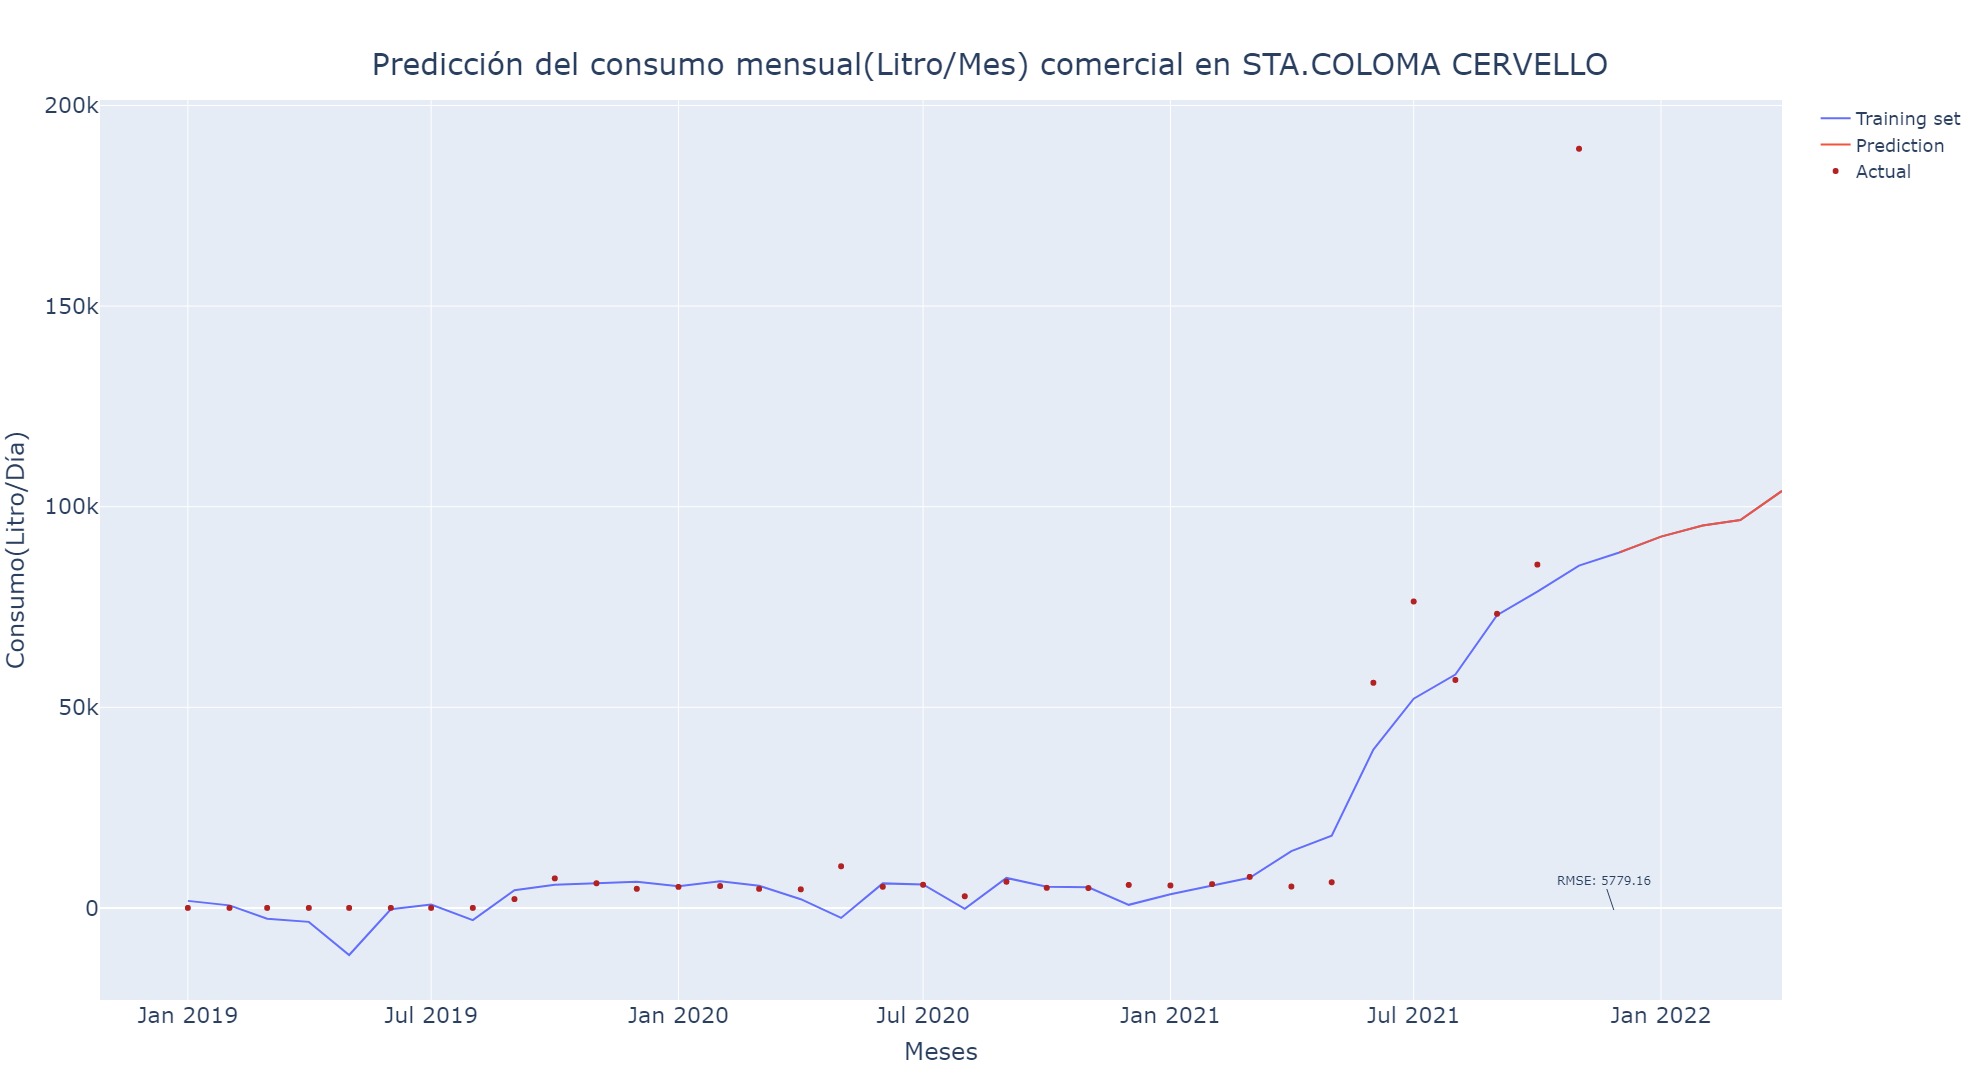 Predicción del consumo mensual(Litro/Mes) comercial en STA.COLOMA CERVELLO
Training set
Prediction
Actual
Consumo(Litro/Día)
200k
150k
100k
50k
0
RMSE: 5779.16
Jan 2019
Jul 2019
Jan 2020
Jul 2020
Jan 2021
Jul 2021
Jan 2022
Meses